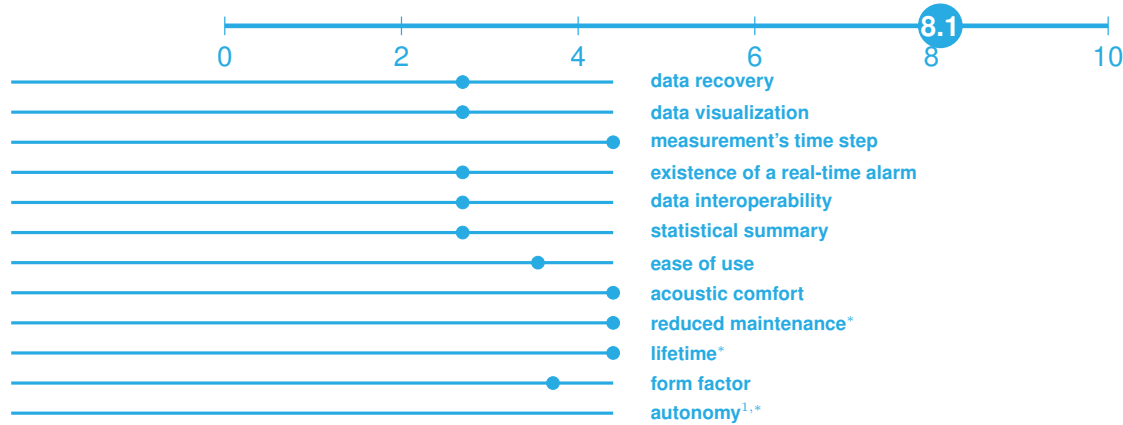 8.1
0 2 4 6 8 10
data recovery
data visualization
measurement’s time step
existence of a real-time alarm
data interoperability
statistical summary
ease of use
acoustic comfort
reduced maintenance*
lifetime*
form factor
autonomy1,*